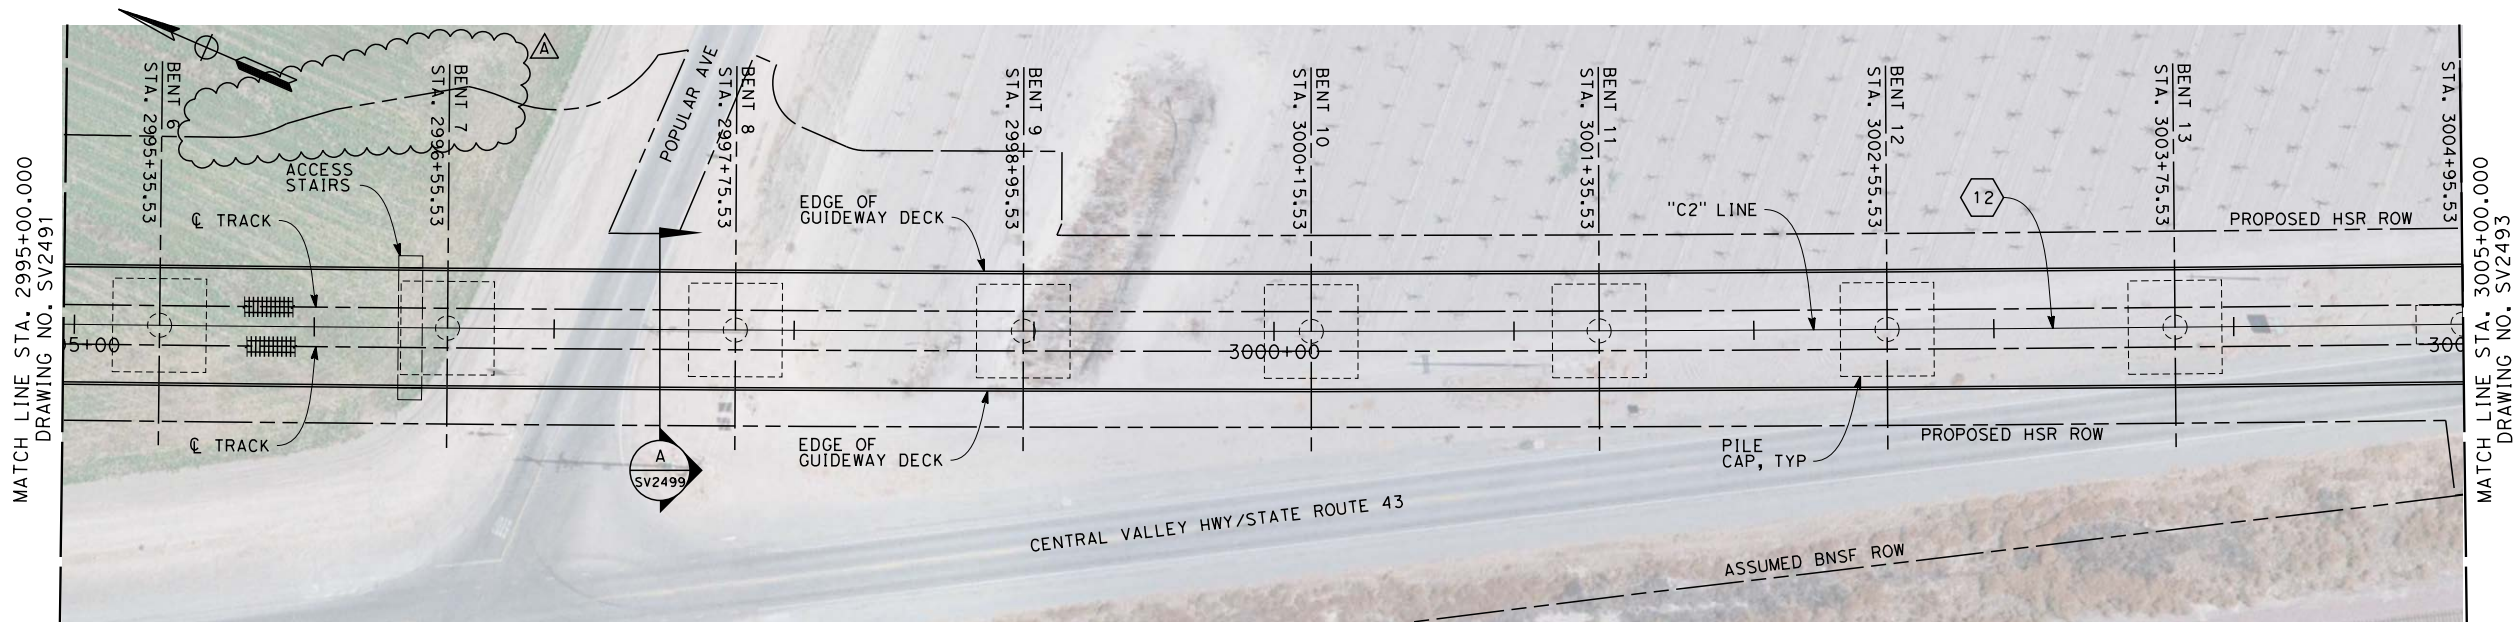 MATCH LINE STA. 2995+00.000
DRAWING NO. SV2491
BENT 6
STA. 2995+35.53
BENT 7
STA. 2996+55.53
A
POPULAR AVE
BENT 8
STA. 2997+75.53
BENT 9
STA. 2998+95.53
BENT 10
STA. 3000+15.53
BENT 11
STA. 3001+35.53
BENT 12
STA. 3002+55.53
BENT 13
STA. 3003+75.53
STA. 3004+95.53
MATCH LINE STA. 3005+00.000
DRAWING NO. SV2493
ACCESS
STAIRS
℄ TRACK
EDGE OF
GUIDEWAY DECK
"C2" LINE
12
PROPOSED HSR ROW
5+00
3000+00
300
℄ TRACK
A
SV2499
EDGE OF
GUIDEWAY DECK
PILE
CAP, TYP
PROPOSED HSR ROW
CENTRAL VALLEY HWY/STATE ROUTE 43
ASSUMED BNSF ROW